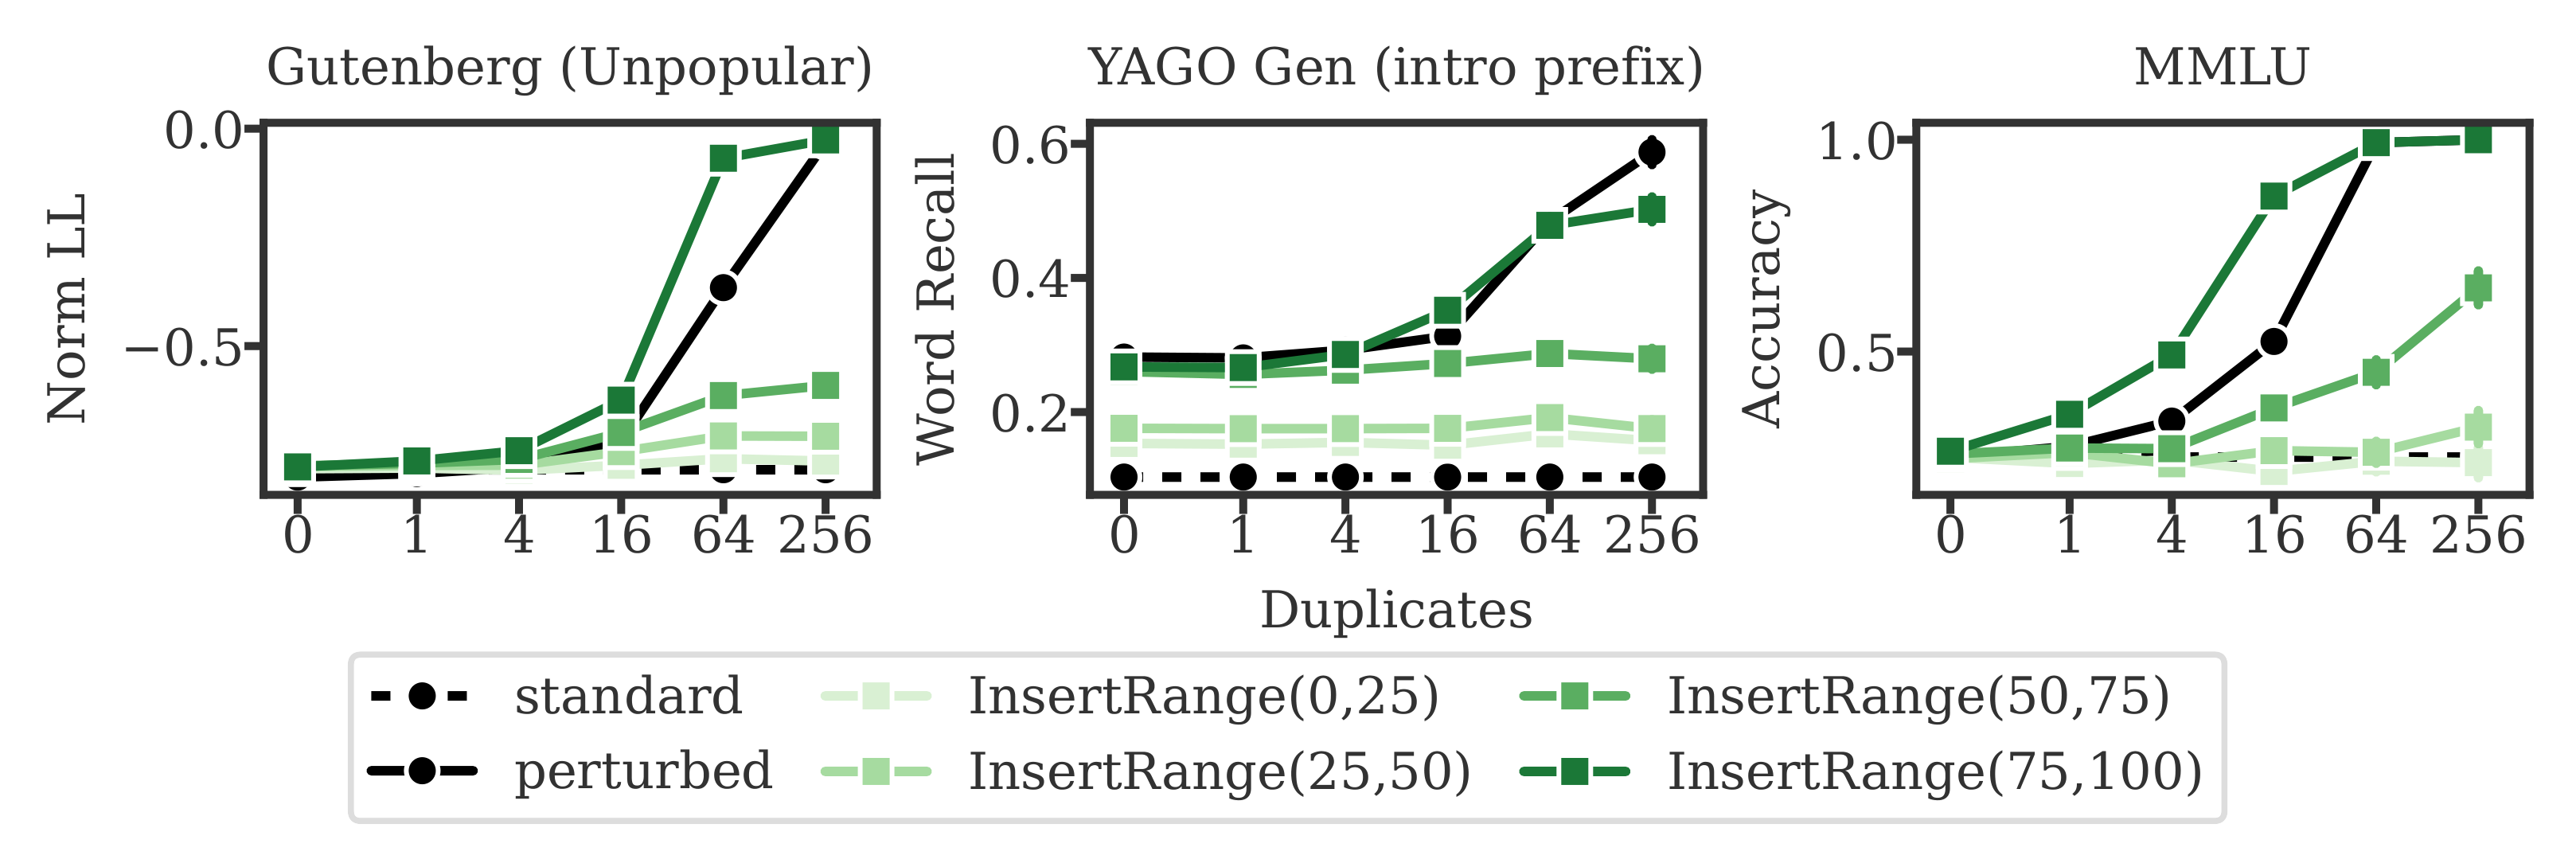 Gutenberg (Unpopular)
YAGO Gen (intro prefix)
MMLU
Norm LL
0.0
−0.5
0 1 4 16 64 256
Word Recall
0.6
0.4
0.2
0 1 4 16 64 256
Accuracy
1.0
0.5
0 1 4 16 64 256
Duplicates
standard
perturbed
InsertRange(0,25)
InsertRange(25,50)
InsertRange(50,75)
InsertRange(75,100)